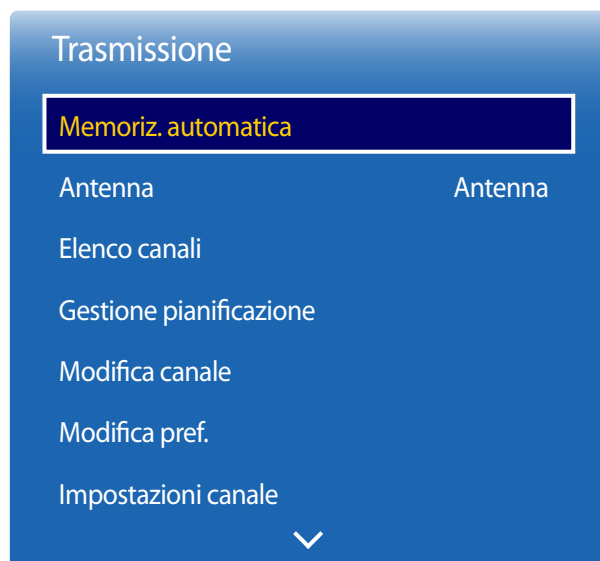 Trasmissione
Memoriz. automatica
Antenna Antenna
Elenco canali
Gestione pianificazione
Modifica canale
Modifica pref.
Impostazioni canale